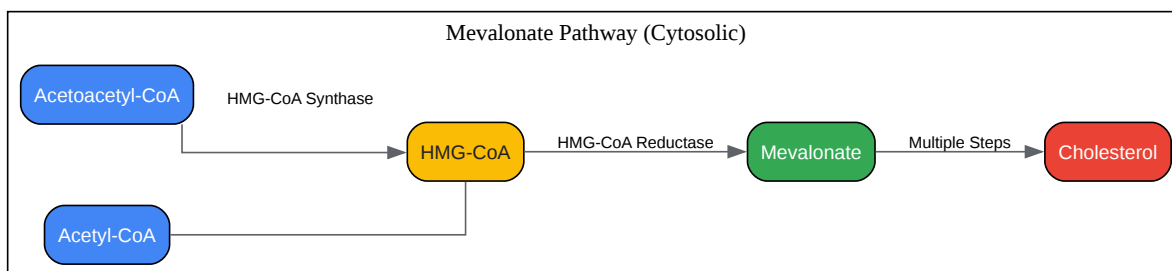 Mevalonate Pathway (Cytosolic)
Acetoacetyl-CoA
HMG-CoA Synthase
HMG-CoA
HMG-CoA Reductase
Mevalonate
Multiple Steps
Cholesterol
Acetyl-CoA